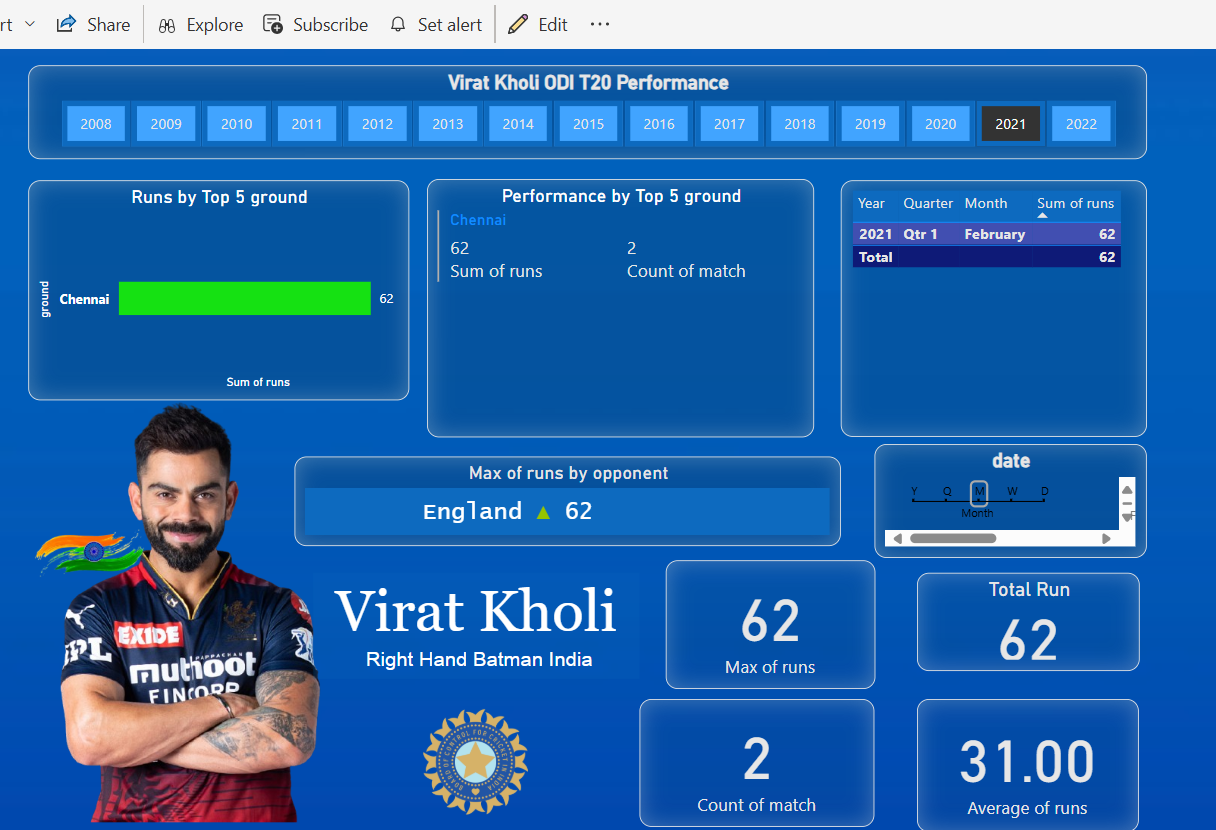 rt Share Explore Subscribe Set alert Edit ...
Virat Kholi ODI T20 Performance
2008 2009 2010 2011 2012 2013 2014 2015 2016 2017 2018 2019 2020 2021 2022
Runs by Top 5 ground
ground
Chennai 62
Sum of runs
Performance by Top 5 ground
Chennai
62 2
Sum of runs Count of match
Year Quarter Month Sum of runs
2021 Qtr 1 February 62
Total 62
Max of runs by opponent
England 62
date
Y Q M W D
Month
Virat Kholi
Right Hand Batman India
EXIDE
muthoot
FINCORP
62
Max of runs
Total Run
62
2
Count of match
31.00
Average of runs